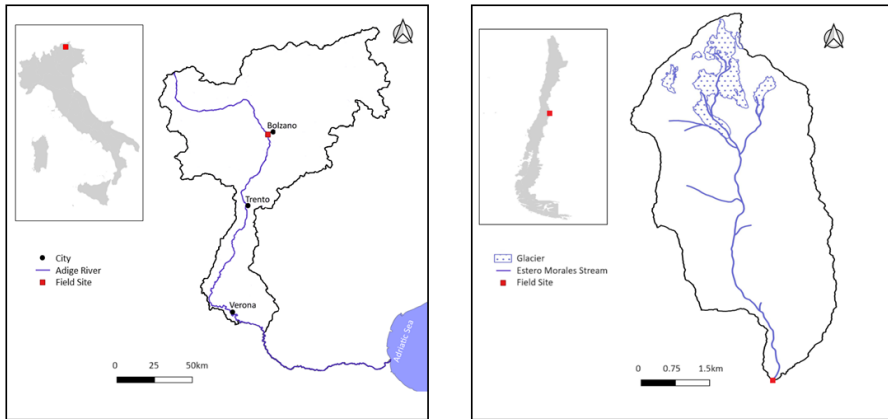 Bolzano
Trento
City
Adige River
Field Site
Verona
Adriatic Sea
0 25 50km
Glacier
Estero Morales Stream
Field Site
0 0.75 1.5km